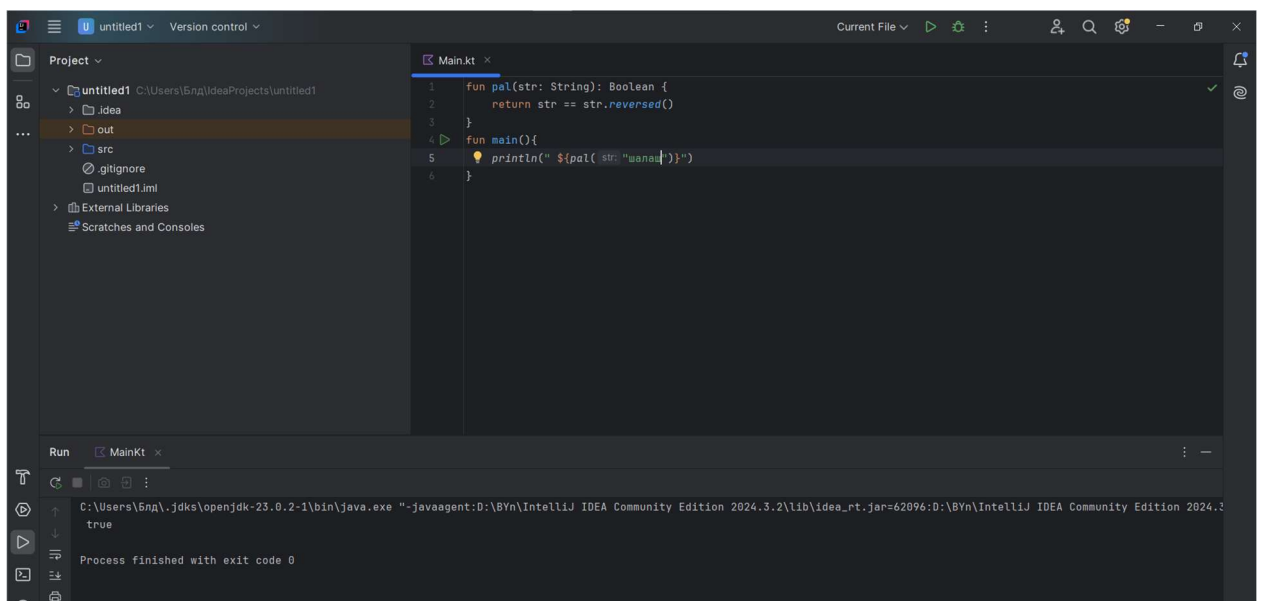 U untitled1 Version control Current File
Project
untitled1 C:\Users\Блд\IdeaProjects\untitled1
.idea
out
src
.gitignore
untitled1.iml
External Libraries
Scratches and Consoles
Main.kt
1 fun pal(str: String): Boolean {
2 return str == str.reversed()
3 }
4 fun main(){
5 println(" ${pal( str: "шалаш")}")
6 }
Run MainKt
C:\Users\Блд\.jdks\openjdk-23.0.2-1\bin\java.exe "-javaagent:D:\BYn\IntelliJ IDEA Community Edition 2024.3.2\lib\idea_rt.jar=62096:D:\BYn\IntelliJ IDEA Community Edition 2024.3
true
Process finished with exit code 0